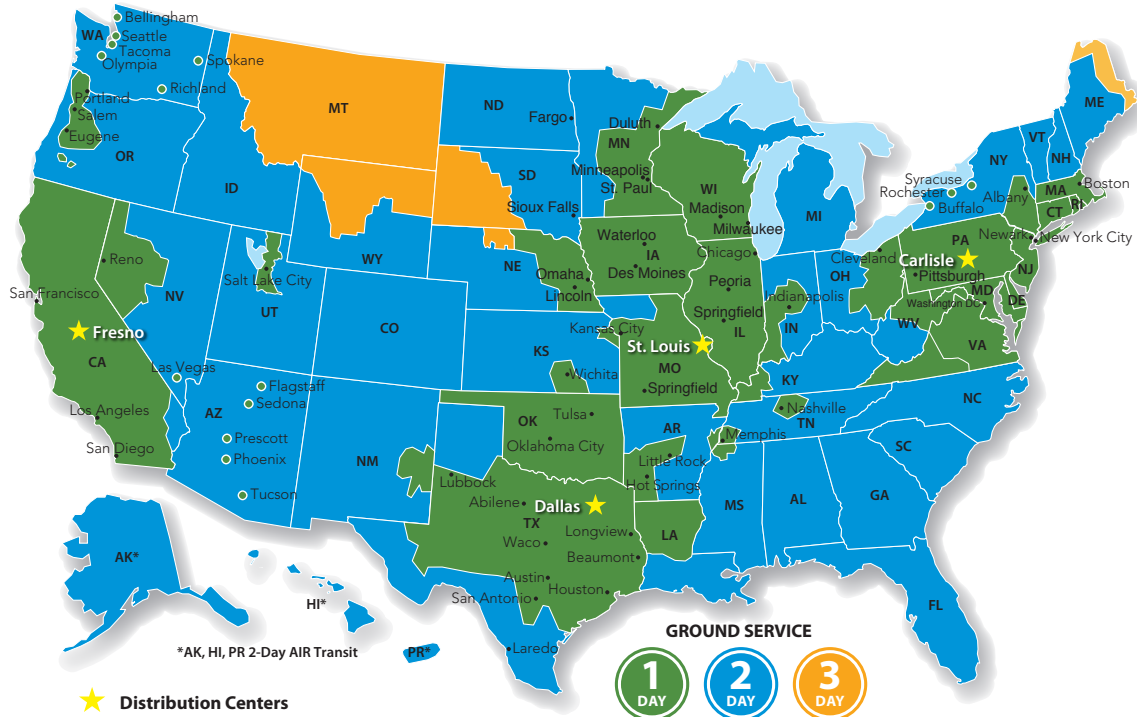 Bellingham
WA
Seattle
Tacoma
Olympia
Spokane
Richland
Portland
Salem
Eugene
OR
ID
MT
ND
Fargo
Duluth
MN
Minneapolis
St. Paul
SD
Sioux Falls
WI
Madison
Milwaukee
MI
ME
VT
NH
NY
Syracuse
Rochester
Buffalo
Albany
MA
Boston
CT
RI
Newark
New York City
PA
Carlisle
Pittsburgh
Cleveland
OH
NJ
MD
DE
Washington DC
WV
VA
Reno
NV
San Francisco
Fresno
CA
Las Vegas
Los Angeles
San Diego
Salt Lake City
UT
WY
CO
NE
Omaha
Lincoln
Waterloo
IA
Des Moines
Chicago
Peoria
Springfield
IL
Indianapolis
IN
Kansas City
KS
Wichita
St. Louis
MO
Springfield
KY
NC
Nashville
TN
Memphis
Flagstaff
Sedona
AZ
Prescott
Phoenix
Tucson
NM
OK
Tulsa
Oklahoma City
AR
Little Rock
Hot Springs
SC
GA
AL
MS
LA
FL
Lubbock
Abilene
Dallas
TX
Waco
Longview
Beaumont
Austin
Houston
San Antonio
Laredo
AK*
HI*
PR*
*AK, HI, PR 2-Day AIR Transit
Distribution Centers
GROUND SERVICE
1
DAY
2
DAY
3
DAY